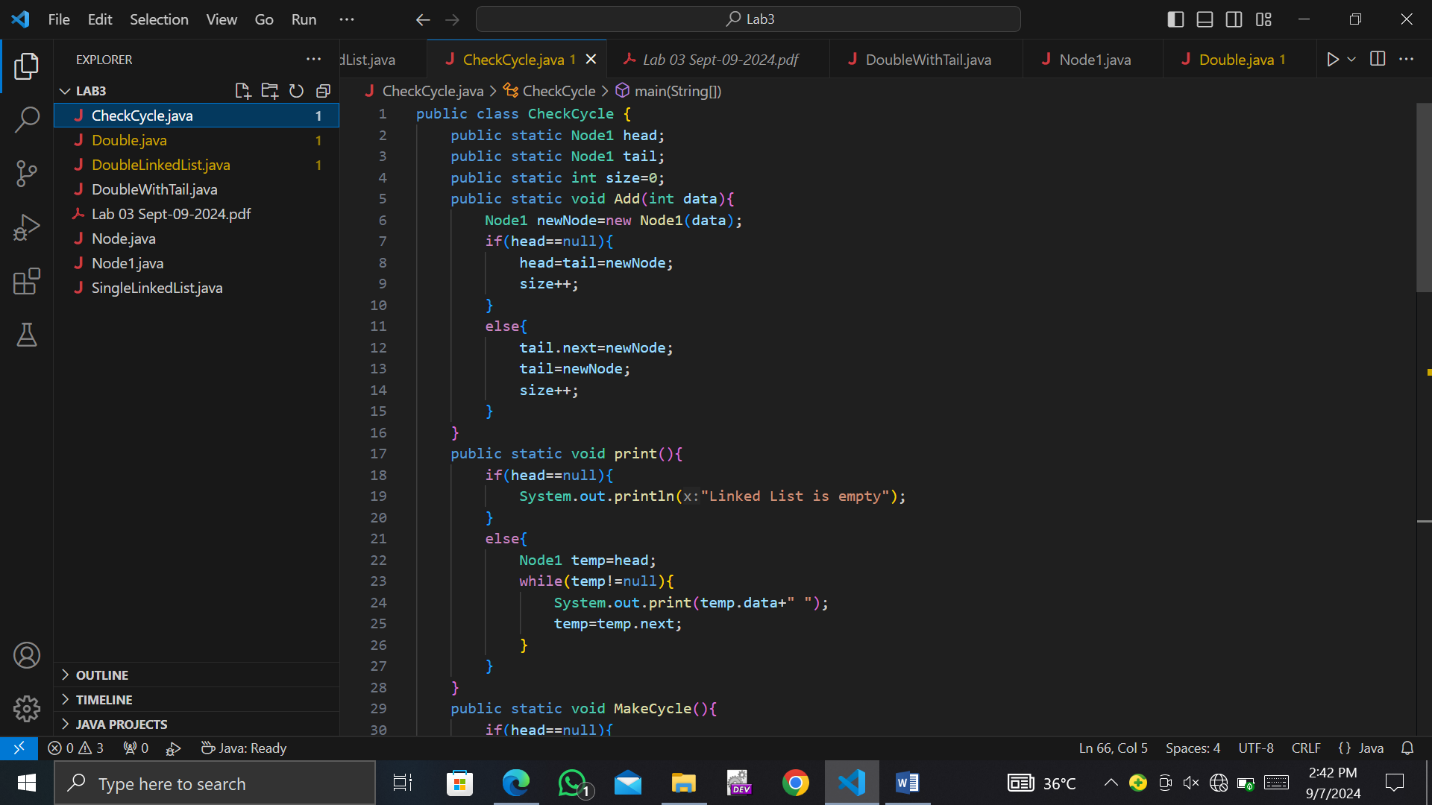 File Edit Selection View Go Run ··· Lab3
EXPLORER ···
dList.java CheckCycle.java 1 Lab 03 Sept-09-2024.pdf DoubleWithTail.java Node1.java Double.java 1
LAB3
CheckCycle.java 1
Double.java 1
DoubleLinkedList.java 1
DoubleWithTail.java
Lab 03 Sept-09-2024.pdf
Node.java
Node1.java
SingleLinkedList.java
OUTLINE
TIMELINE
JAVA PROJECTS
CheckCycle.java > CheckCycle > main(String[])
1 public class CheckCycle {
2 public static Node1 head;
3 public static Node1 tail;
4 public static int size=0;
5 public static void Add(int data){
6 Node1 newNode=new Node1(data);
7 if(head==null){
8 head=tail=newNode;
9 size++;
10 }
11 else{
12 tail.next=newNode;
13 tail=newNode;
14 size++;
15 }
16 }
17 public static void print(){
18 if(head==null){
19 System.out.println(x:"Linked List is empty");
20 }
21 else{
22 Node1 temp=head;
23 while(temp!=null){
24 System.out.print(temp.data+" ");
25 temp=temp.next;
26 }
27 }
28 }
29 public static void MakeCycle(){
30 if(head==null){
0 3 0 Java: Ready Ln 66, Col 5 Spaces: 4 UTF-8 CRLF {} Java
Type here to search 1 DEV 36°C 2:42 PM
9/7/2024